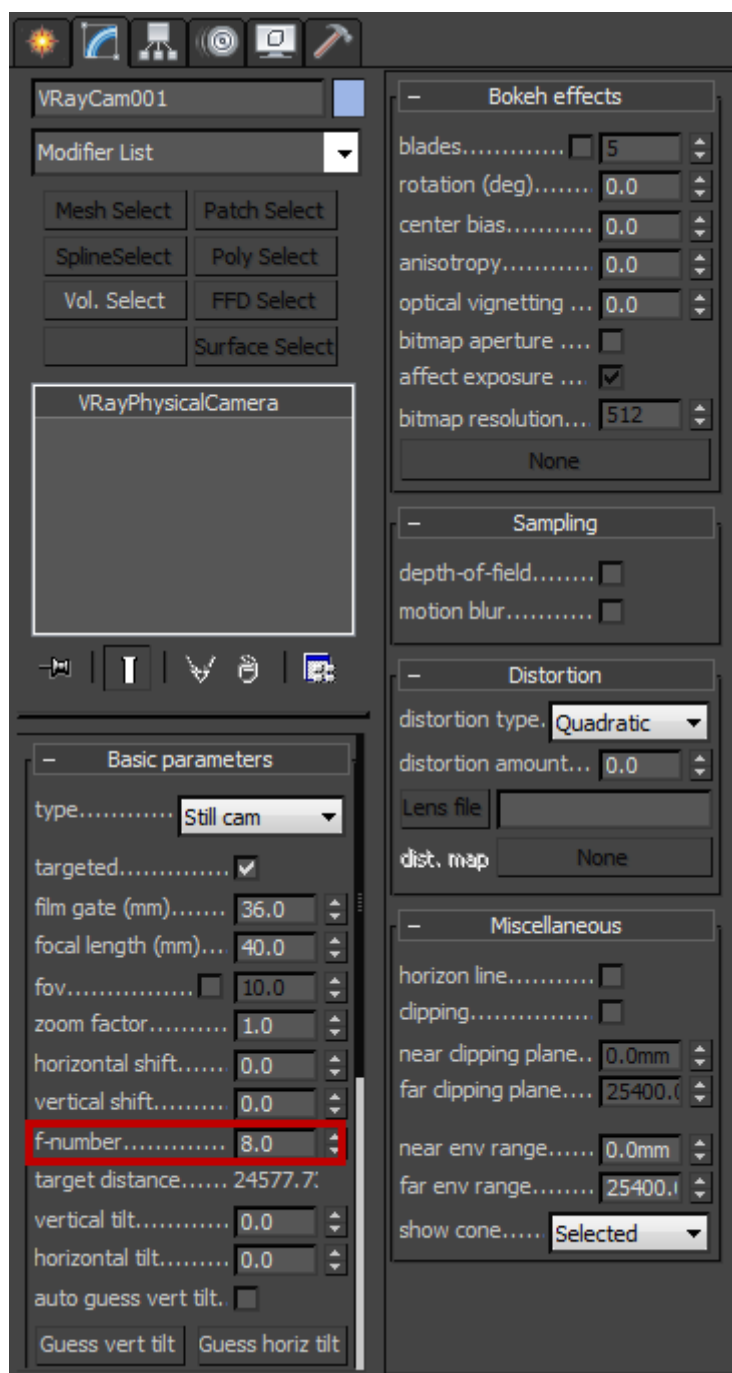 VRayCam001
Modifier List
Mesh Select Patch Select
SplineSelect Poly Select
Vol. Select FFD Select
Surface Select
VRayPhysicalCamera
Basic parameters
type............ Still cam
targeted..............
film gate (mm)....... 36.0
focal length (mm).... 40.0
fov................ 10.0
zoom factor.......... 1.0
horizontal shift....... 0.0
vertical shift.......... 0.0
f-number............. 8.0
target distance...... 24577.7
vertical tilt............ 0.0
horizontal tilt......... 0.0
auto guess vert tilt..
Guess vert tilt Guess horiz tilt
Bokeh effects
blades............. 5
rotation (deg)....... 0.0
center bias........... 0.0
anisotropy............ 0.0
optical vignetting ... 0.0
bitmap aperture ....
affect exposure ....
bitmap resolution... 512
None
Sampling
depth-of-field........
motion blur...........
Distortion
distortion type. Quadratic
distortion amount... 0.0
Lens file
dist. map None
Miscellaneous
horizon line...........
clipping................
near clipping plane.. 0.0mm
far clipping plane.... 25400.0
near env range...... 0.0mm
far env range........ 25400.0
show cone...... Selected